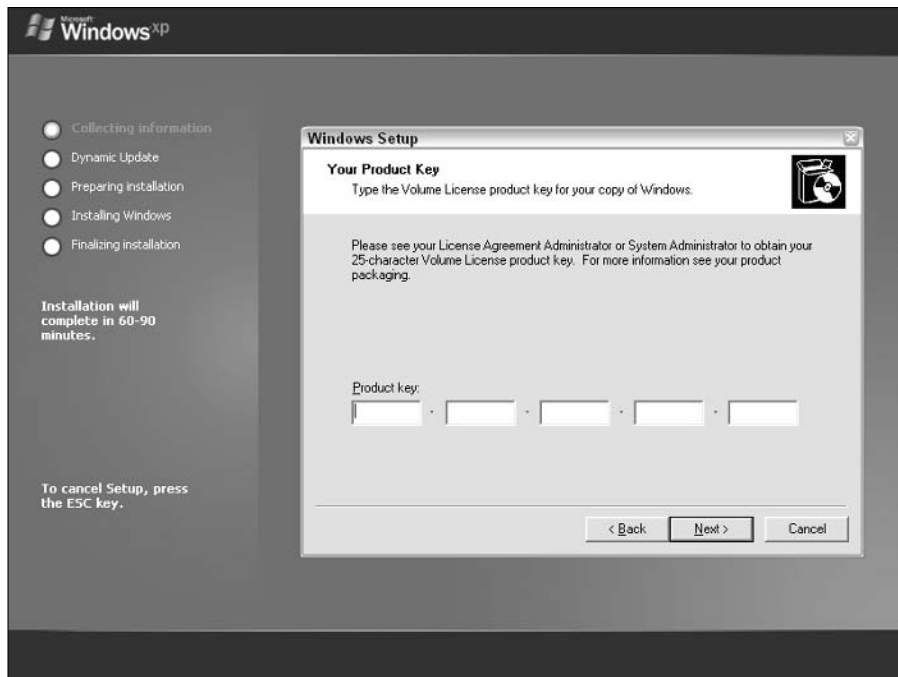 Microsoft
Windows xp
Collecting information
Dynamic Update
Preparing installation
Installing Windows
Finalizing installation
Installation will
complete in 60-90
minutes.
To cancel Setup, press
the ESC key.
Windows Setup
Your Product Key
Type the Volume License product key for your copy of Windows.
Please see your License Agreement Administrator or System Administrator to obtain your
25-character Volume License product key. For more information see your product
packaging.
Product key:
- - - -
< Back Next > Cancel